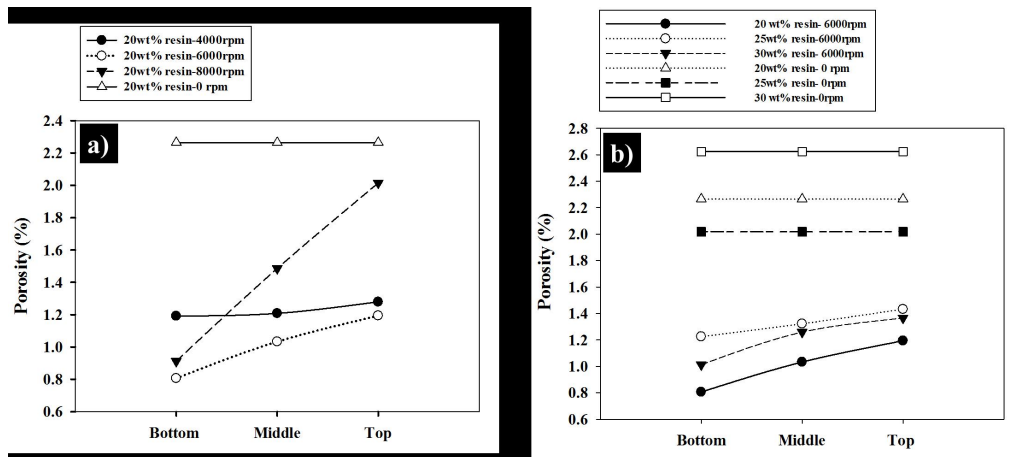 20wt% resin-4000rpm
20wt% resin-6000rpm
20wt% resin-8000rpm
20wt% resin-0 rpm
a)
2.4
2.2
2.0
1.8
1.6
1.4
1.2
1.0
0.8
0.6
Porosity (%)
Bottom Middle Top
20 wt% resin- 6000rpm
25wt% resin-6000rpm
30wt% resin- 6000rpm
20wt% resin- 0 rpm
25wt% resin- 0rpm
30 wt%resin-0rpm
b)
2.8
2.6
2.4
2.2
2.0
1.8
1.6
1.4
1.2
1.0
0.8
0.6
Porosity (%)
Bottom Middle Top